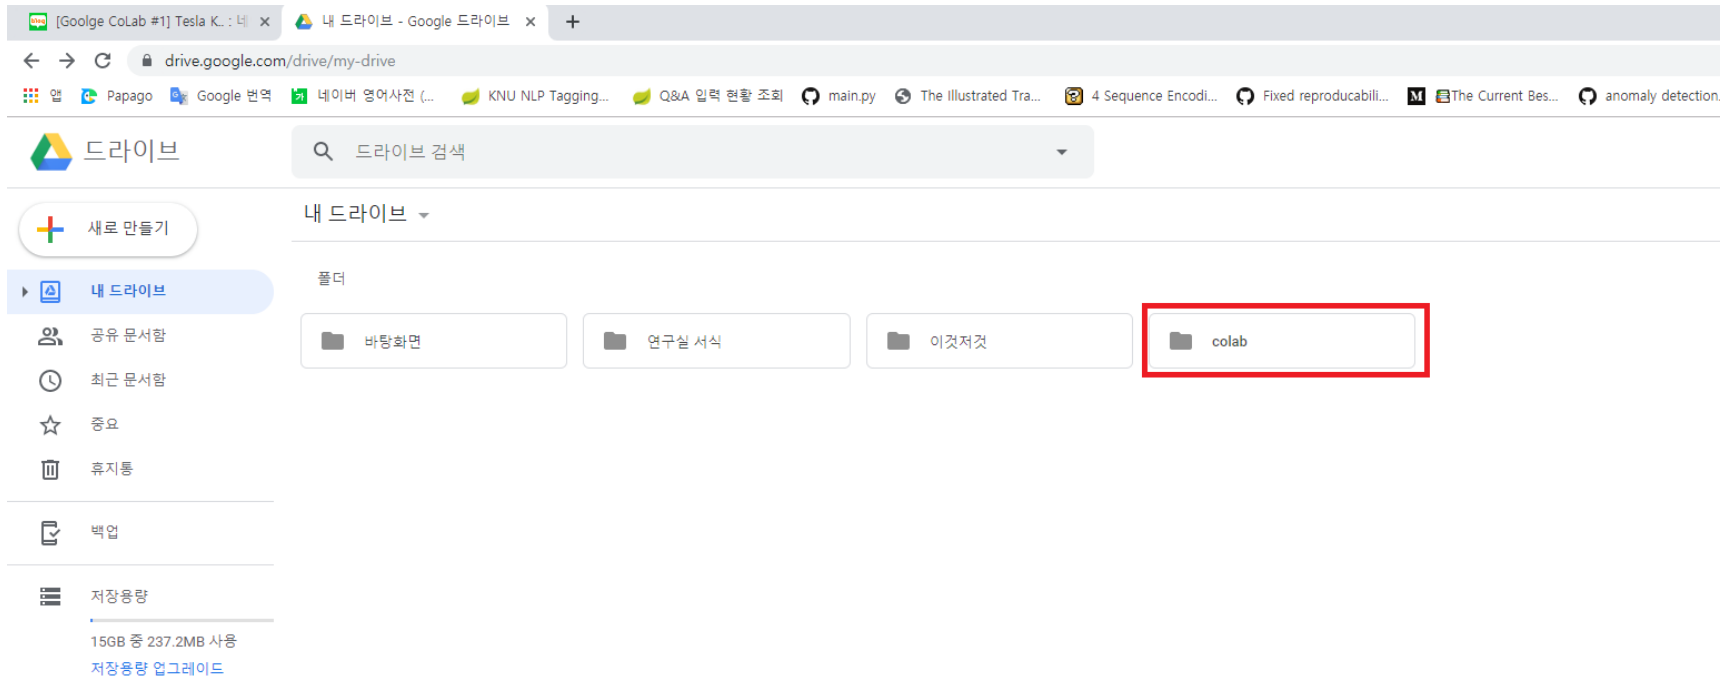 [Goolge CoLab #1] Tesla K.. : 네
내 드라이브 - Google 드라이브
drive.google.com/drive/my-drive
앱 Papago Google 번역 네이버 영어사전 (... KNU NLP Tagging... Q&A 입력 현황 조회 main.py The Illustrated Tra... 4 Sequence Encodi... Fixed reproducabili... The Current Bes... anomaly detection.
드라이브
드라이브 검색
새로 만들기
내 드라이브
공유 문서함
최근 문서함
중요
휴지통
백업
저장용량
15GB 중 237.2MB 사용
저장용량 업그레이드
내 드라이브
폴더
바탕화면
연구실 서식
이것저것
colab